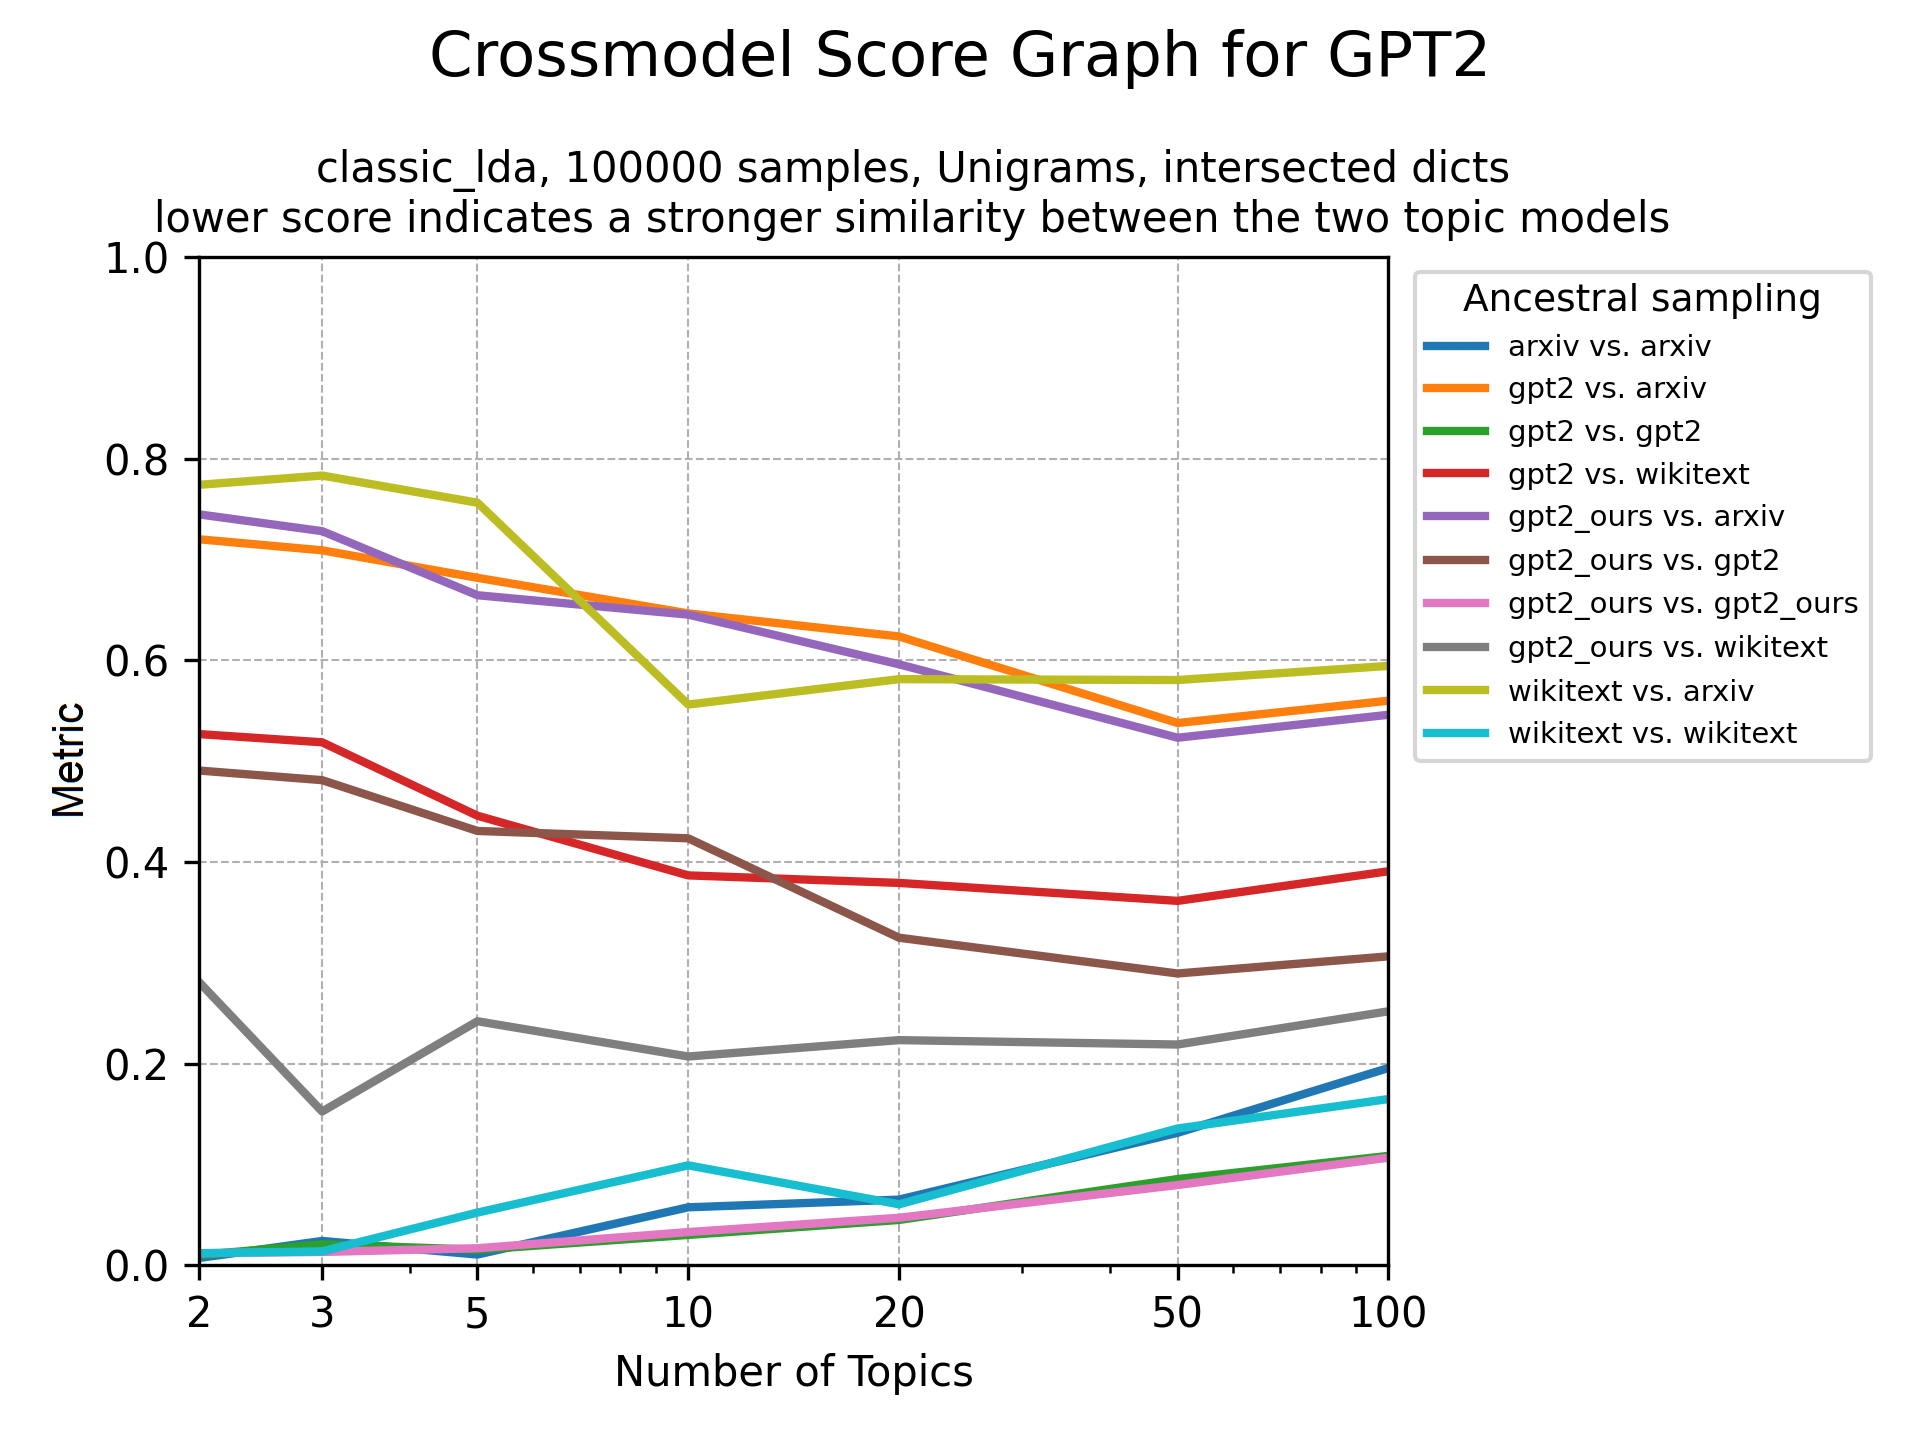 Crossmodel Score Graph for GPT2
classic_lda, 100000 samples, Unigrams, intersected dicts
lower score indicates a stronger similarity between the two topic models
1.0
0.8
0.6
0.4
0.2
0.0
Metric
2 3 5 10 20 50 100
Number of Topics
Ancestral sampling
arxiv vs. arxiv
gpt2 vs. arxiv
gpt2 vs. gpt2
gpt2 vs. wikitext
gpt2_ours vs. arxiv
gpt2_ours vs. gpt2
gpt2_ours vs. gpt2_ours
gpt2_ours vs. wikitext
wikitext vs. arxiv
wikitext vs. wikitext